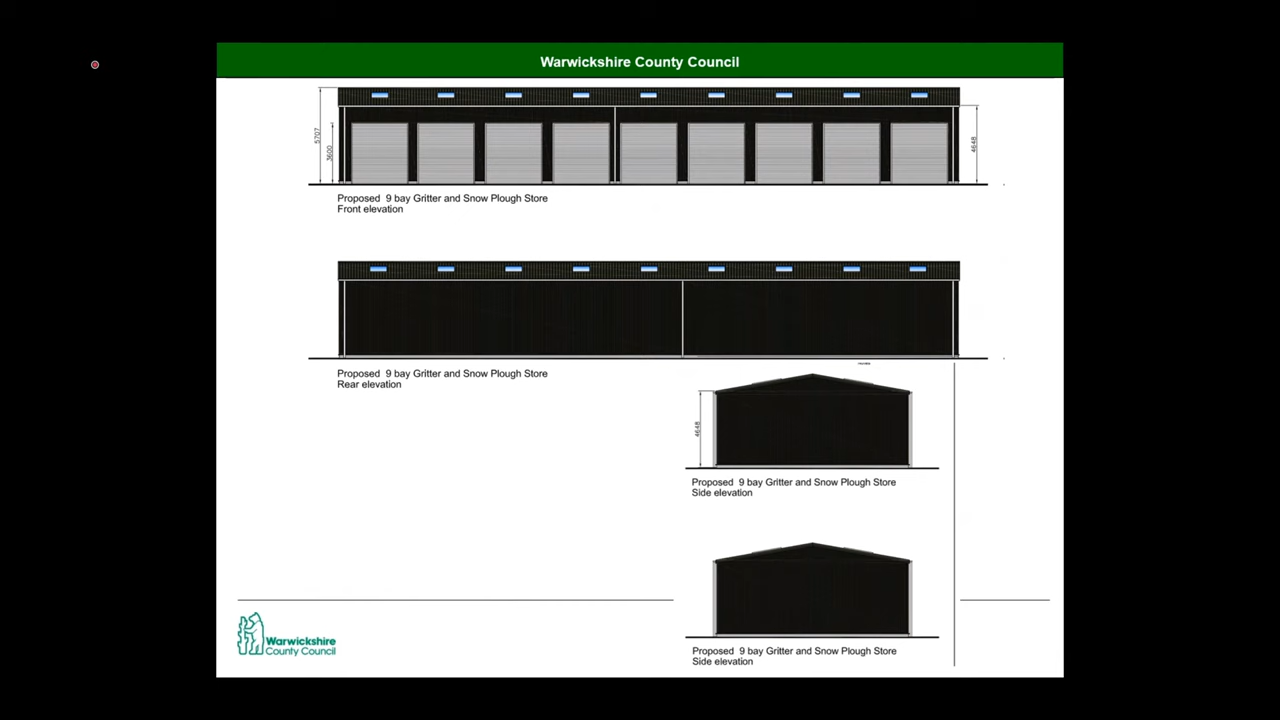 Warwickshire County Council
5707
3600
4648
Proposed 9 bay Gritter and Snow Plough Store
Front elevation
Proposed 9 bay Gritter and Snow Plough Store
Rear elevation
4648
Proposed 9 bay Gritter and Snow Plough Store
Side elevation
Warwickshire
County Council
Proposed 9 bay Gritter and Snow Plough Store
Side elevation